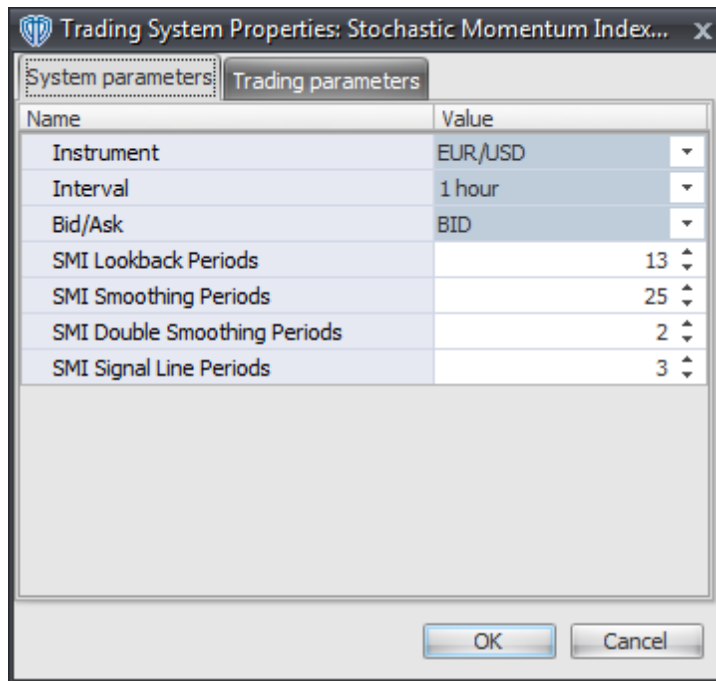 Trading System Properties: Stochastic Momentum Index... x
System parameters Trading parameters
Name Value
Instrument EUR/USD
Interval 1 hour
Bid/Ask BID
SMI Lookback Periods 13
SMI Smoothing Periods 25
SMI Double Smoothing Periods 2
SMI Signal Line Periods 3
OK Cancel